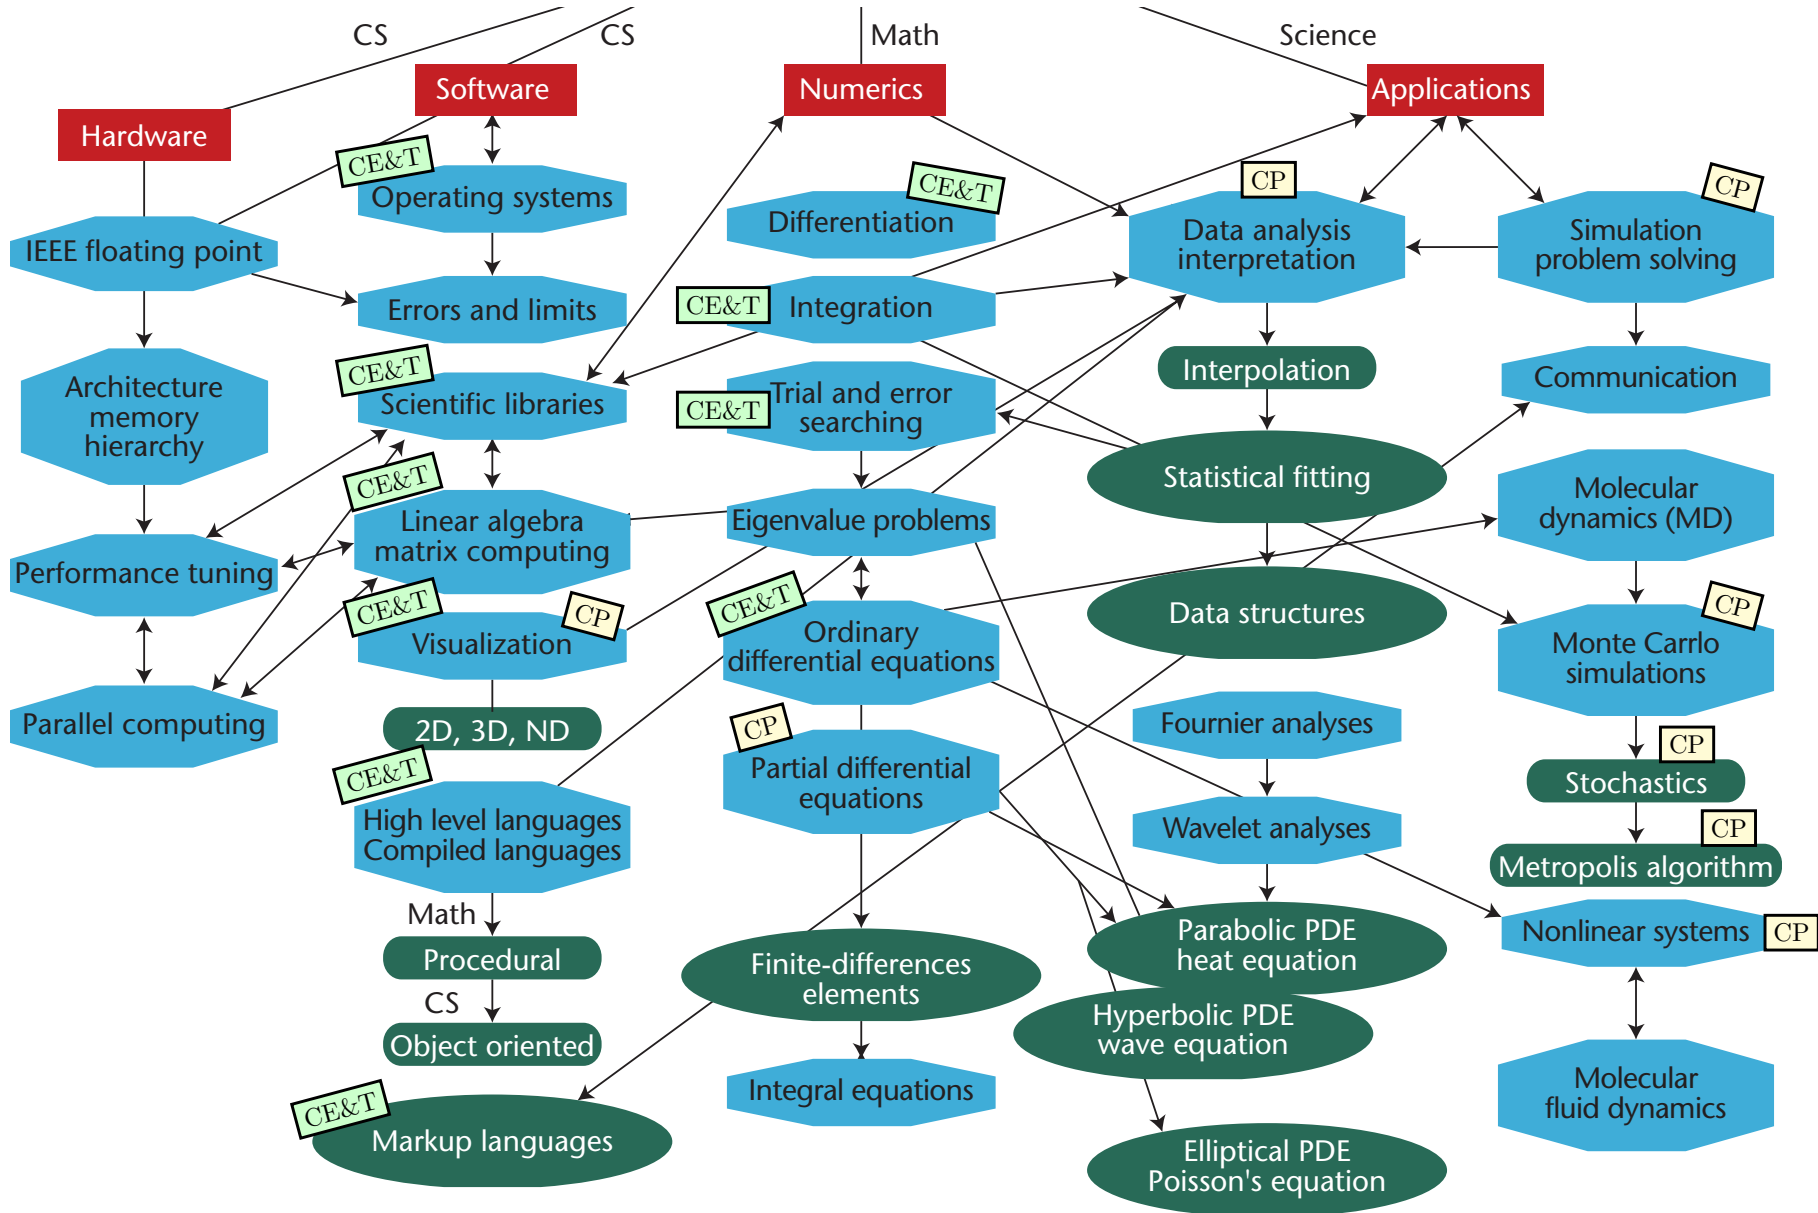 CS
CS
Math
Science
Software
Numerics
Applications
Hardware
CE&T
Operating systems
CE&T
Differentiation
CP
Data analysis
interpretation
CP
Simulation
problem solving
IEEE floating point
Errors and limits
CE&T
Integration
Interpolation
Communication
Architecture
memory
hierarchy
CE&T
Scientific libraries
CE&T
Trial and error
searching
Statistical fitting
Molecular
dynamics (MD)
CE&T
Linear algebra
matrix computing
Eigenvalue problems
Performance tuning
CE&T
Visualization
CP
CE&T
Ordinary
differential equations
Data structures
CP
Monte Carrlo
simulations
Parallel computing
2D, 3D, ND
CP
Partial differential
equations
Fournier analyses
CP
Stochastics
CE&T
High level languages
Compiled languages
Wavelet analyses
CP
Metropolis algorithm
Math
Procedural
CS
Object oriented
Finite-differences
elements
Parabolic PDE
heat equation
Nonlinear systems
CP
Hyperbolic PDE
wave equation
Integral equations
Molecular
fluid dynamics
CE&T
Markup languages
Elliptical PDE
Poisson's equation